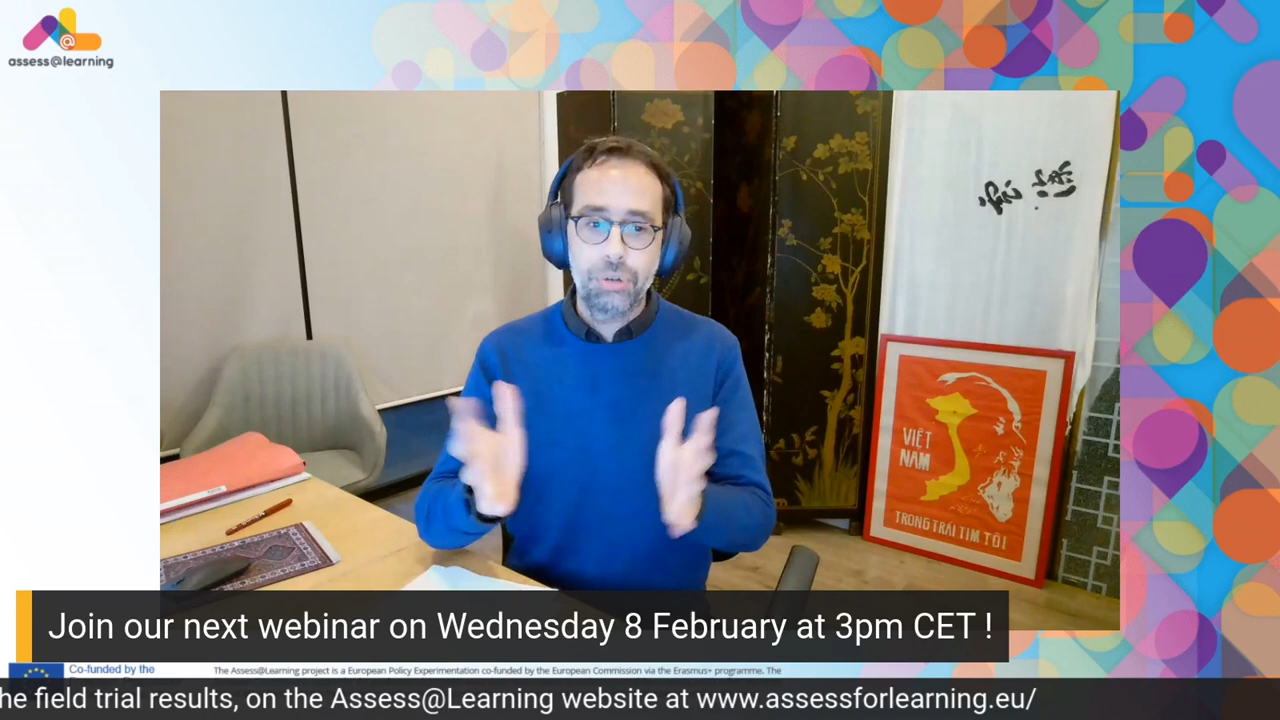 assess@learning
VIỆT
NAM
TRONG TRÁI TIM TÔI
Join our next webinar on Wednesday 8 February at 3pm CET !
Co-funded by the
The Assess@Learning project is a European Policy Experimentation co-funded by the European Commission via the Erasmus+ programme. The
he field trial results, on the Assess@Learning website at www.assessforlearning.eu/